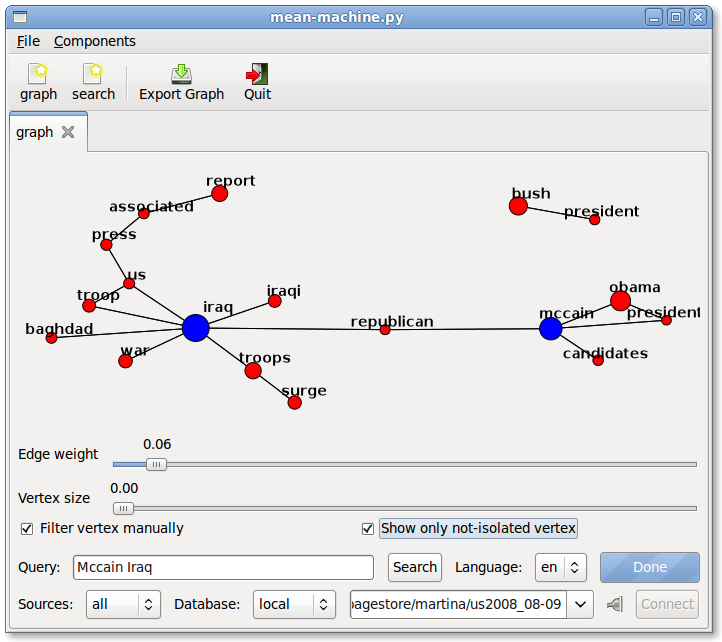 mean-machine.py
File Components
graph search Export Graph Quit
graph
report
bush
associated
president
press
us
obama
iraqi
troop
iraq
mccain
president
republican
baghdad
war
candidates
troops
surge
0.06
Edge weight
0.00
Vertex size
Filter vertex manually Show only not-isolated vertex
Query: Mccain Iraq Search Language: en Done
Sources: all Database: local agestore/martina/us2008_08-09 Connect